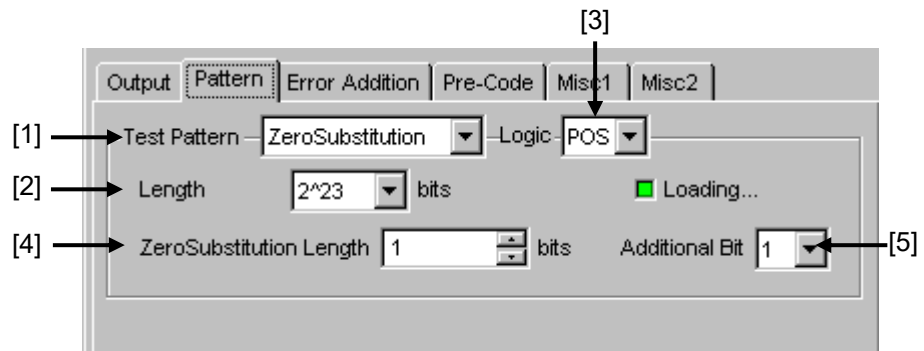 [3]
Output Pattern Error Addition Pre-Code Misc1 Misc2
[1] Test Pattern ZeroSubstitution Logic POS
[2] Length 2^23 bits Loading...
[4] ZeroSubstitution Length 1 bits Additional Bit 1 [5]